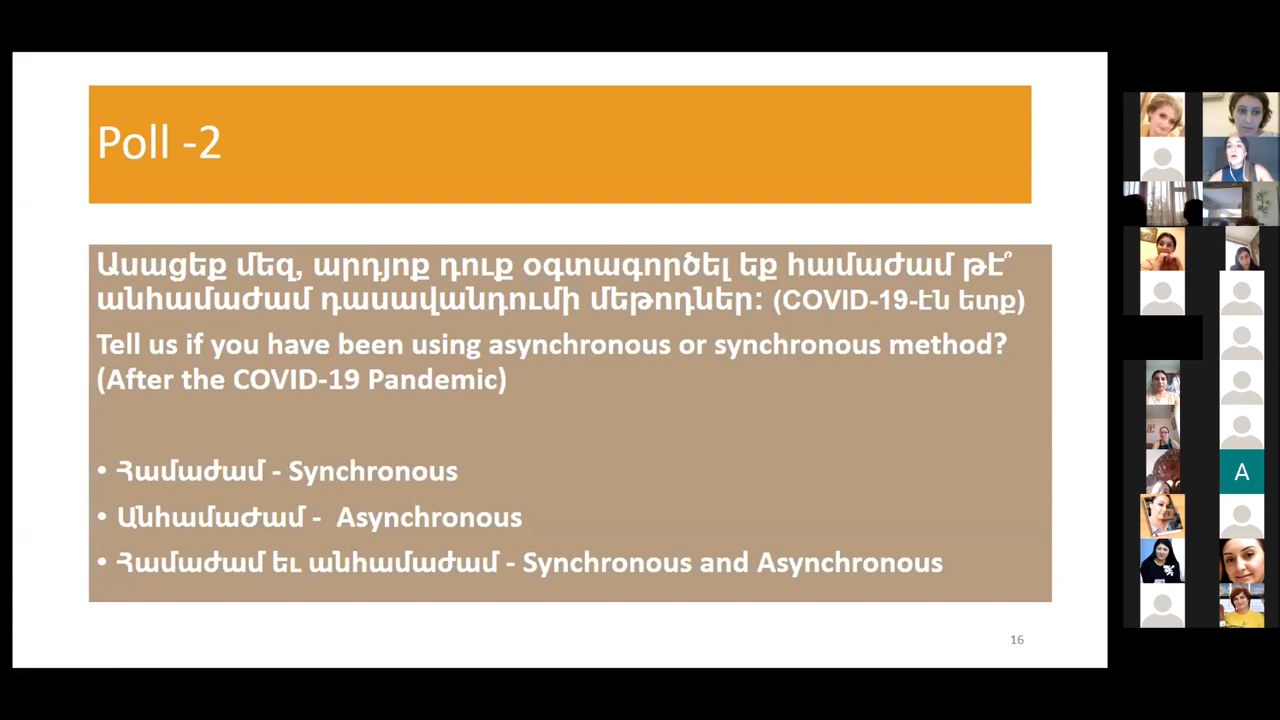 Poll -2
Ասացեք մեզ, արդյոք դուք օգտագործել եք համաժամ թէ՞
անհամաժամ դասավանդումի մեթոդներ: (COVID-19-էն ետք)
Tell us if you have been using asynchronous or synchronous method?
(After the COVID-19 Pandemic)
• Համաժամ - Synchronous
• Անհամաժամ - Asynchronous
• Համաժամ եւ անհամաժամ - Synchronous and Asynchronous
16
A